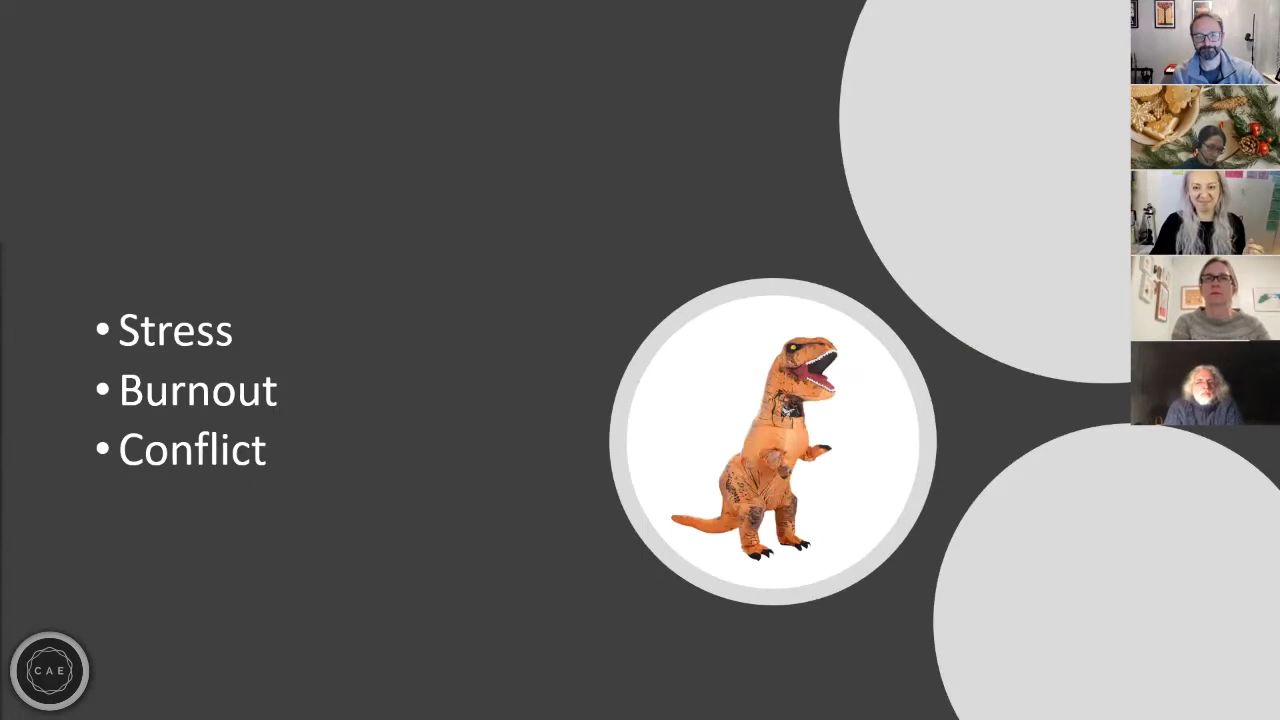 • Stress
• Burnout
• Conflict
CAE